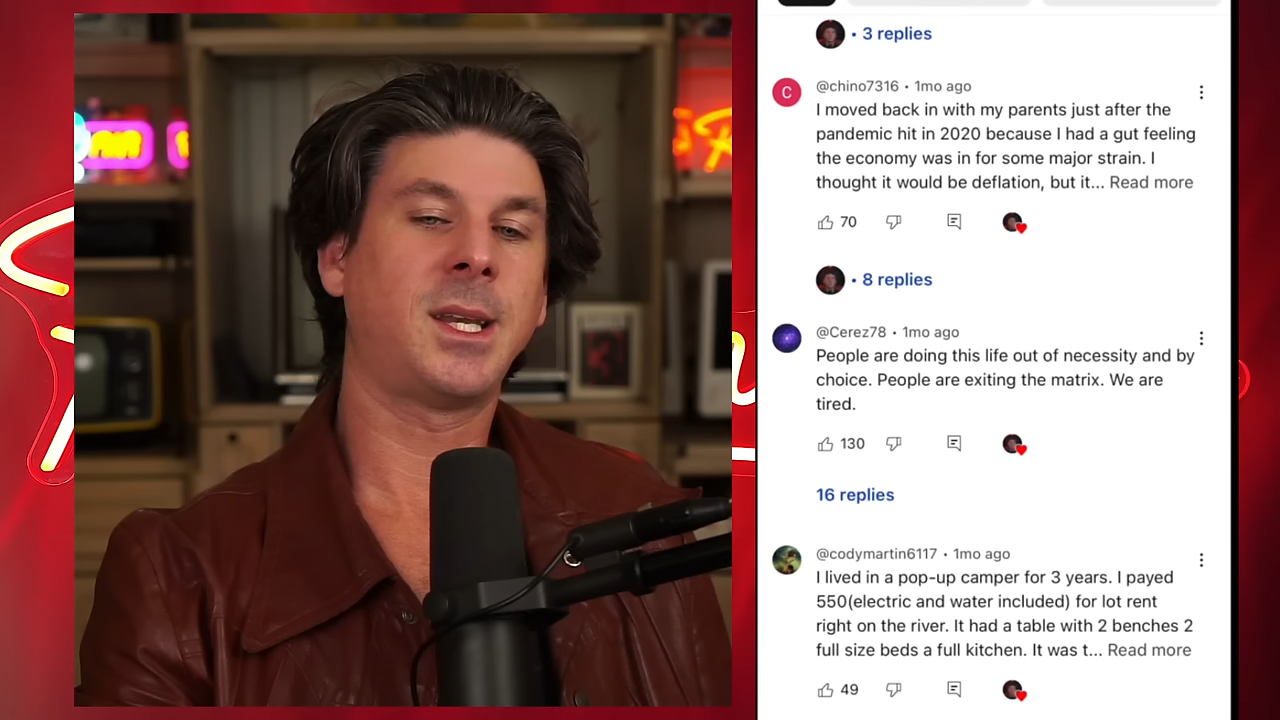 • 3 replies
C
@chino7316 • 1mo ago
I moved back in with my parents just after the
pandemic hit in 2020 because I had a gut feeling
the economy was in for some major strain. I
thought it would be deflation, but it... Read more
70
• 8 replies
@Cerez78 • 1mo ago
People are doing this life out of necessity and by
choice. People are exiting the matrix. We are
tired.
130
16 replies
@codymartin6117 • 1mo ago
I lived in a pop-up camper for 3 years. I payed
550(electric and water included) for lot rent
right on the river. It had a table with 2 benches 2
full size beds a full kitchen. It was t... Read more
49